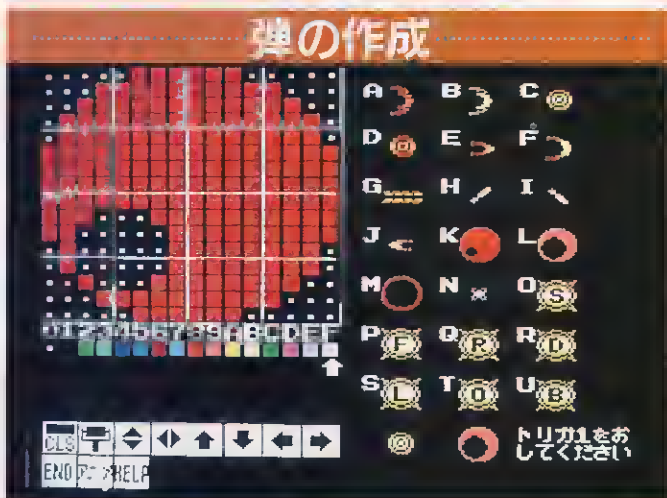 弾の作成
A B C
D E F
G H I
J K L
M N O S
P F Q R R D
S L T O U B
0123456789ABCDEF
トリガ1をお
してください
CLS
END HELP